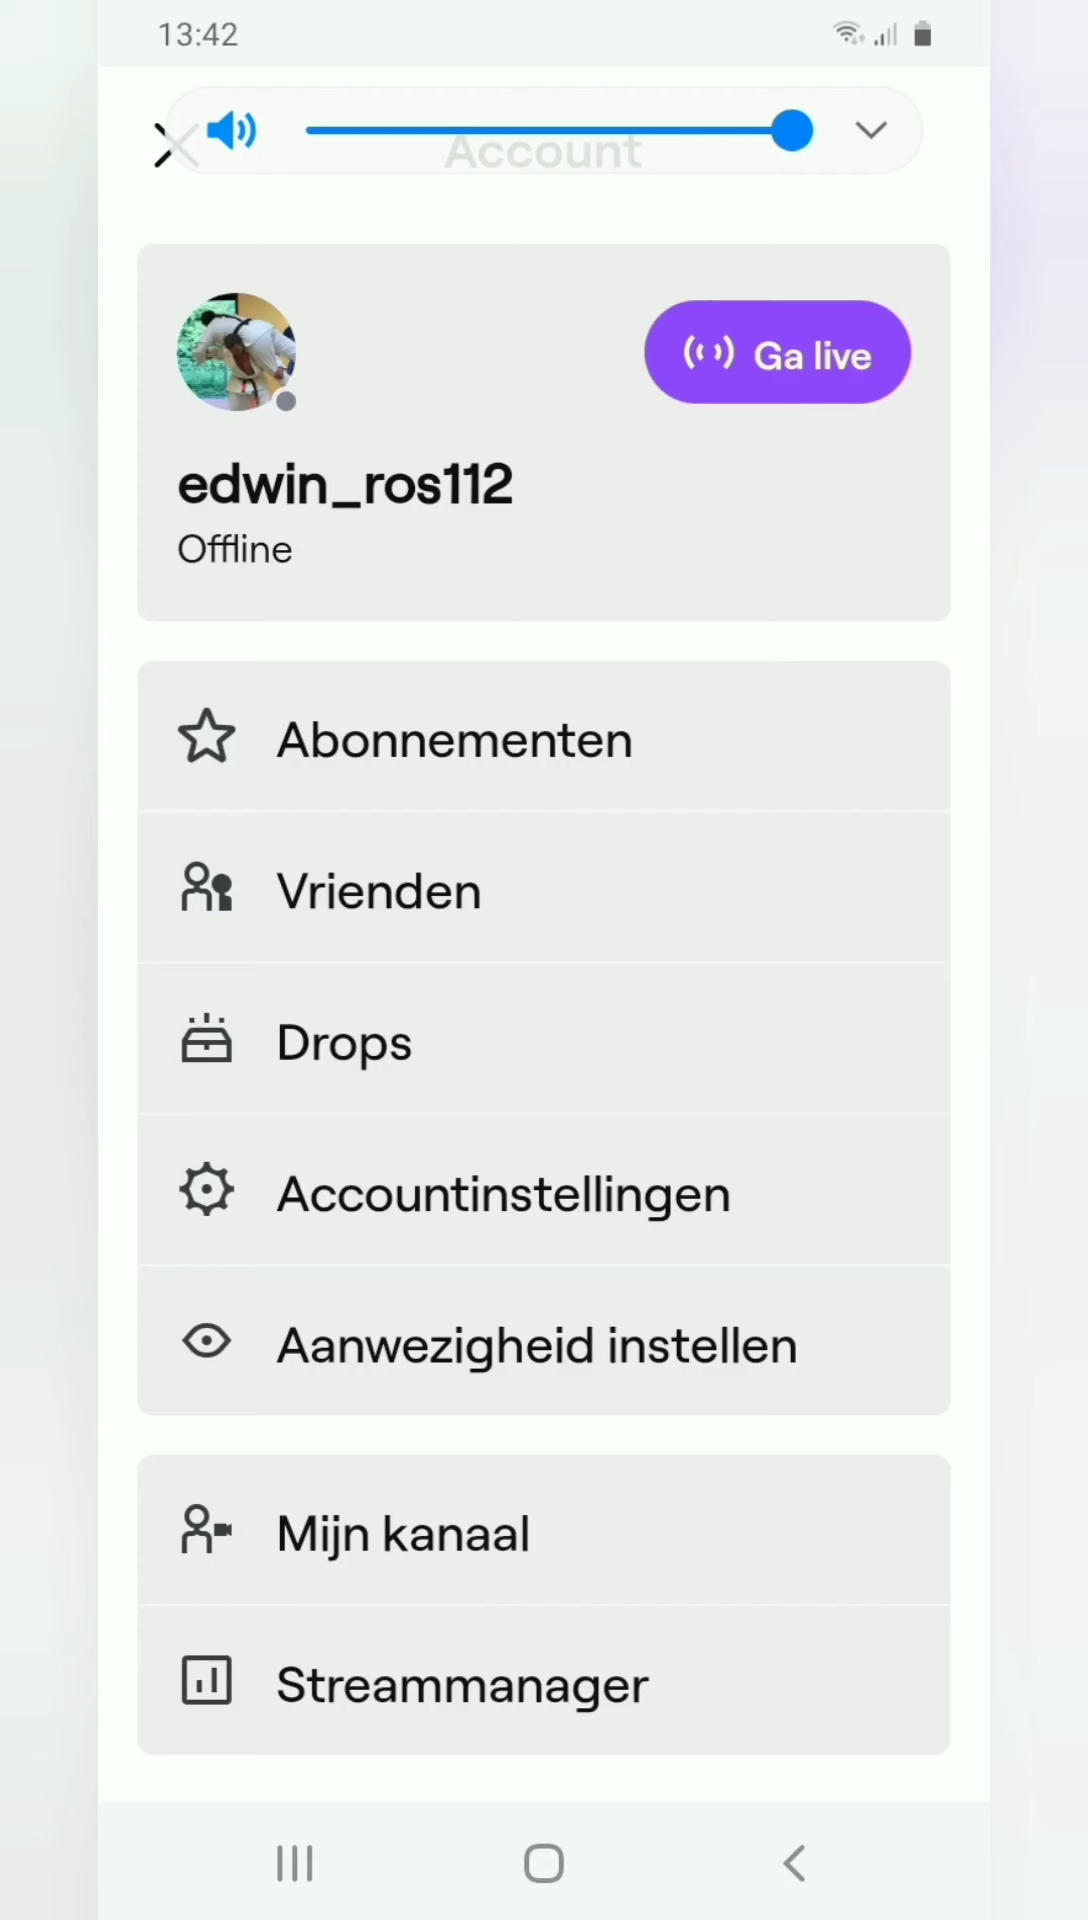 13:42
Account
Ga live
edwin_ros112
Offline
Abonnementen
Vrienden
Drops
Accountinstellingen
Aanwezigheid instellen
Mijn kanaal
Streammanager